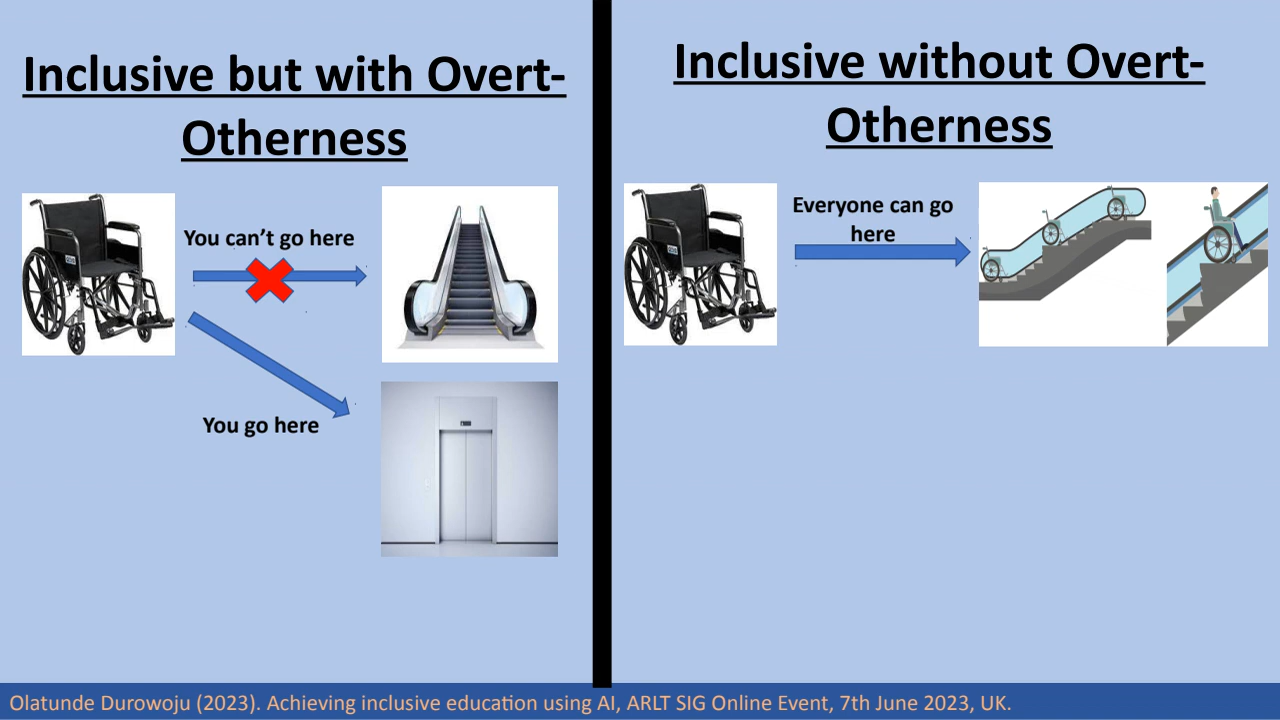 Inclusive but with Overt-
Otherness
You can't go here
You go here
Inclusive without Overt-
Otherness
Everyone can go
here
Olatunde Durowoju (2023). Achieving inclusive education using AI, ARLT SIG Online Event, 7th June 2023, UK.